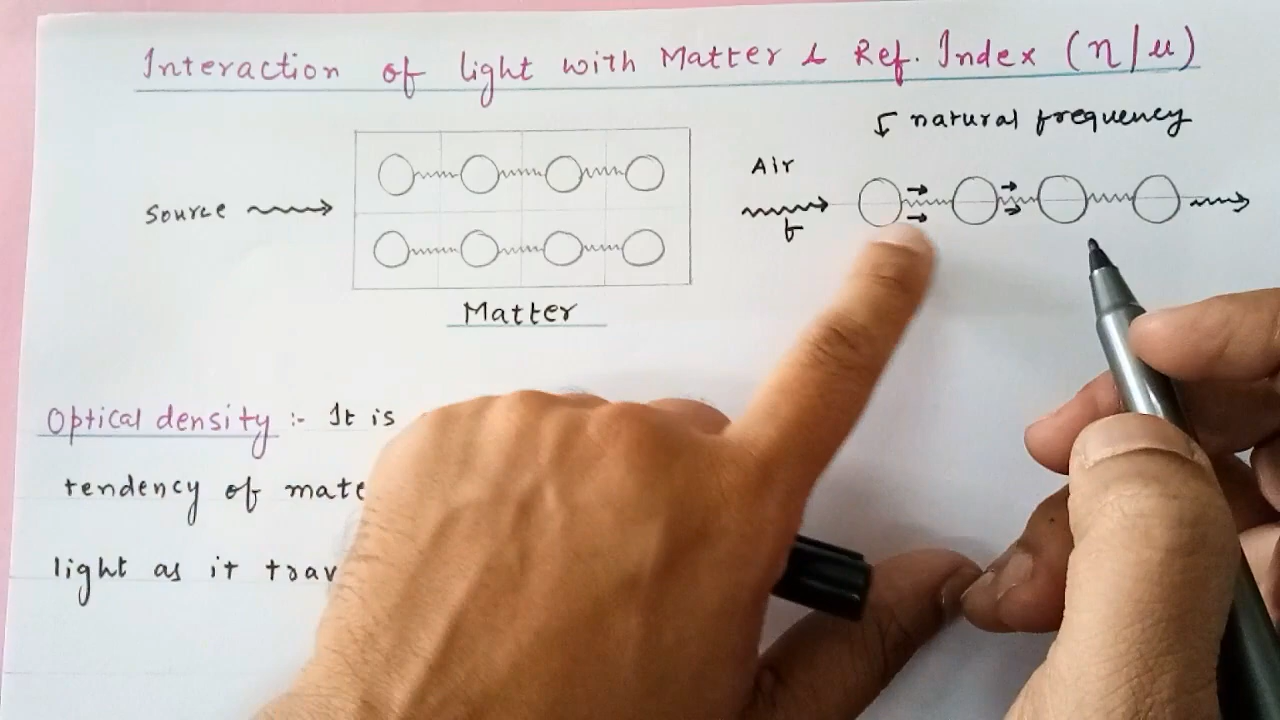 Interaction of light with Matter & Ref. Index (η/μ)
natural frequency
Air
Source
f
Matter
Optical density :- It is
tendency of mate
light as it trav